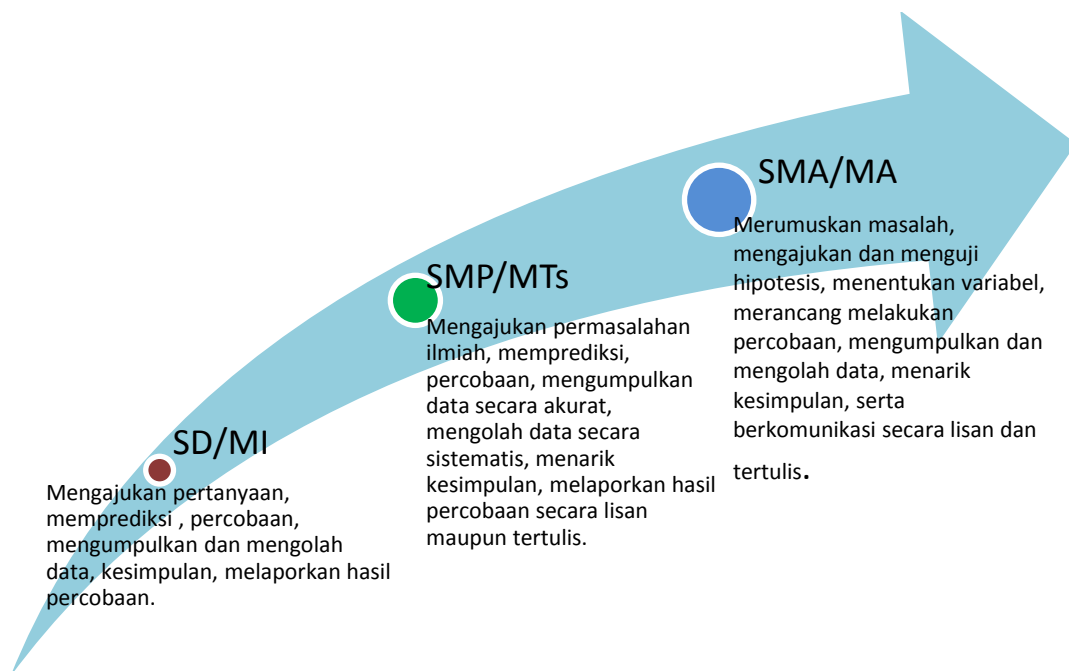 SD/MI
Mengajukan pertanyaan,
memprediksi , percobaan,
mengumpulkan dan mengolah
data, kesimpulan, melaporkan hasil
percobaan.
SMP/MTs
Mengajukan permasalahan
ilmiah, memprediksi,
percobaan, mengumpulkan
data secara akurat,
mengolah data secara
sistematis, menarik
kesimpulan, melaporkan hasil
percobaan secara lisan
maupun tertulis.
SMA/MA
Merumuskan masalah,
mengajukan dan menguji
hipotesis, menentukan variabel,
merancang melakukan
percobaan, mengumpulkan dan
mengolah data, menarik
kesimpulan, serta
berkomunikasi secara lisan dan
tertulis.